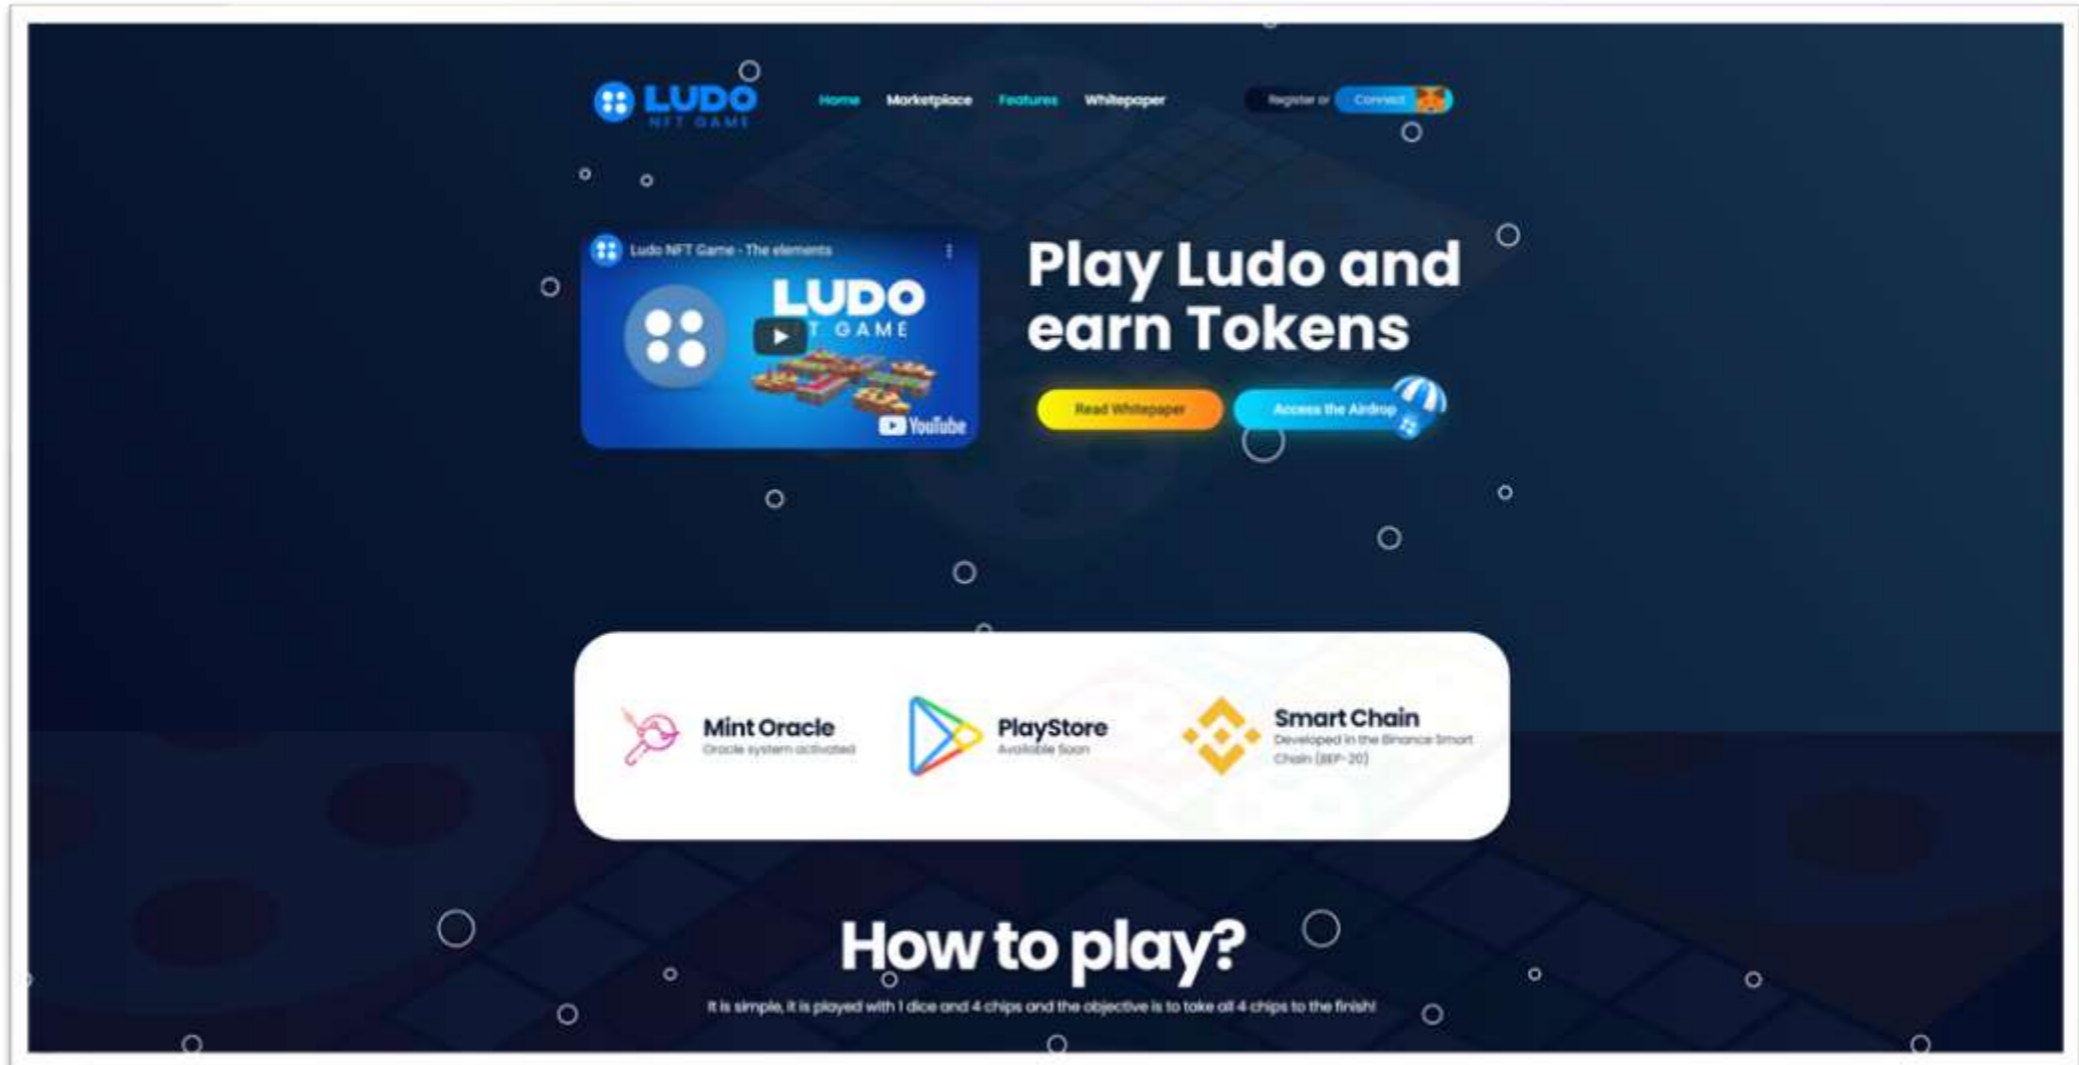 LUDO
NFT GAME
Home Marketplace Features Whitepaper
Register or Connect
Ludo NFT Game - The elements
LUDO
T GAME
YouTube
Play Ludo and
earn Tokens
Read Whitepaper
Access the Airdrop
Mint Oracle
Oracle system activated
PlayStore
Available Soon
Smart Chain
Developed in the Binance Smart
Chain (BEP-20)
How to play?
It is simple, it is played with 1 dice and 4 chips and the objective is to take all 4 chips to the finish!